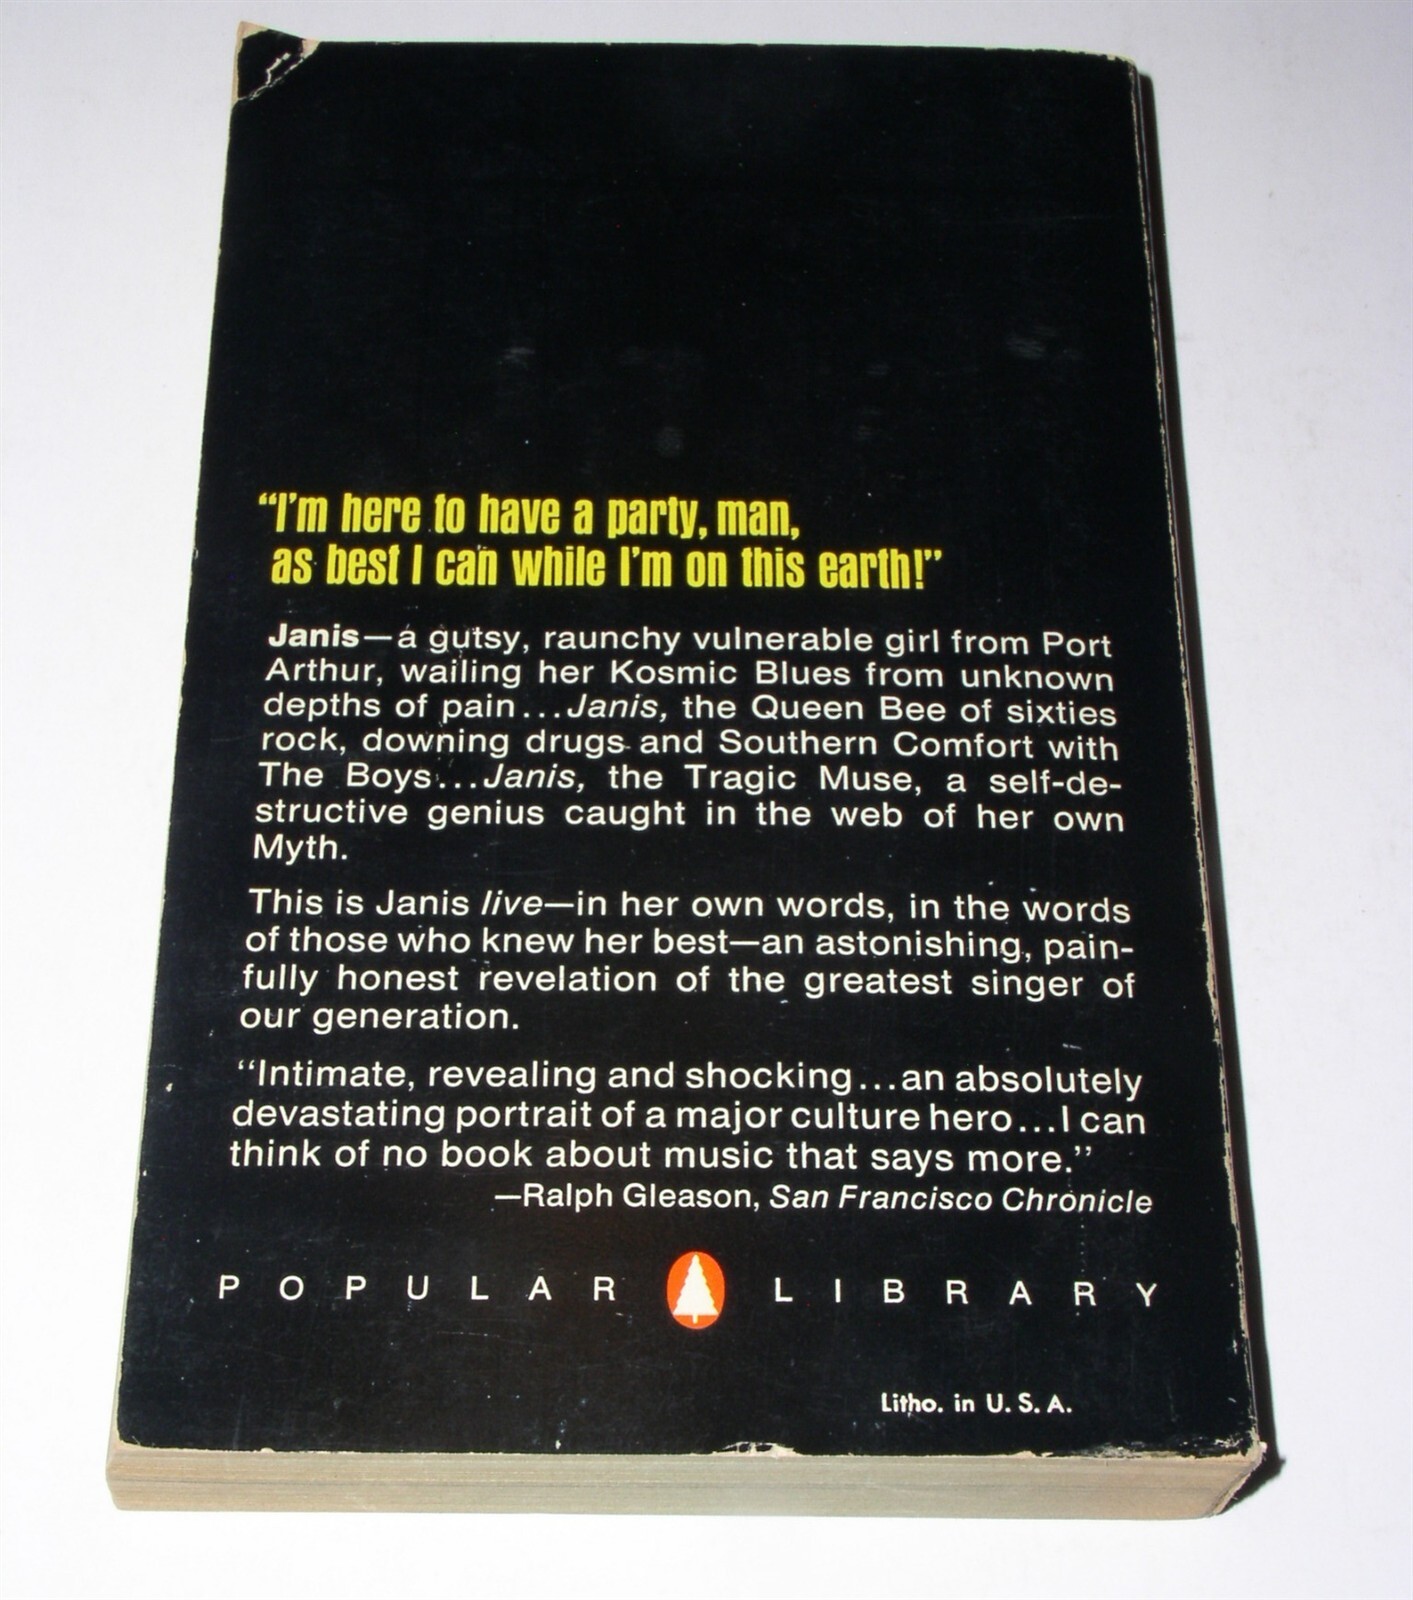 “I’m here to have a party, man,
as best I can while I’m on this earth!”
Janis—a gutsy, raunchy vulnerable girl from Port
Arthur, wailing her Kosmic Blues from unknown
depths of pain...Janis, the Queen Bee of sixties
rock, downing drugs and Southern Comfort with
The Boys...Janis, the Tragic Muse, a self-de-
structive genius caught in the web of her own
Myth.
This is Janis live—in her own words, in the words
of those who knew her best—an astonishing, pain-
fully honest revelation of the greatest singer of
our generation.
“Intimate, revealing and shocking...an absolutely
devastating portrait of a major culture hero...I can
think of no book about music that says more.”
—Ralph Gleason, San Francisco Chronicle
POPULAR LIBRARY
Litho. in U. S. A.